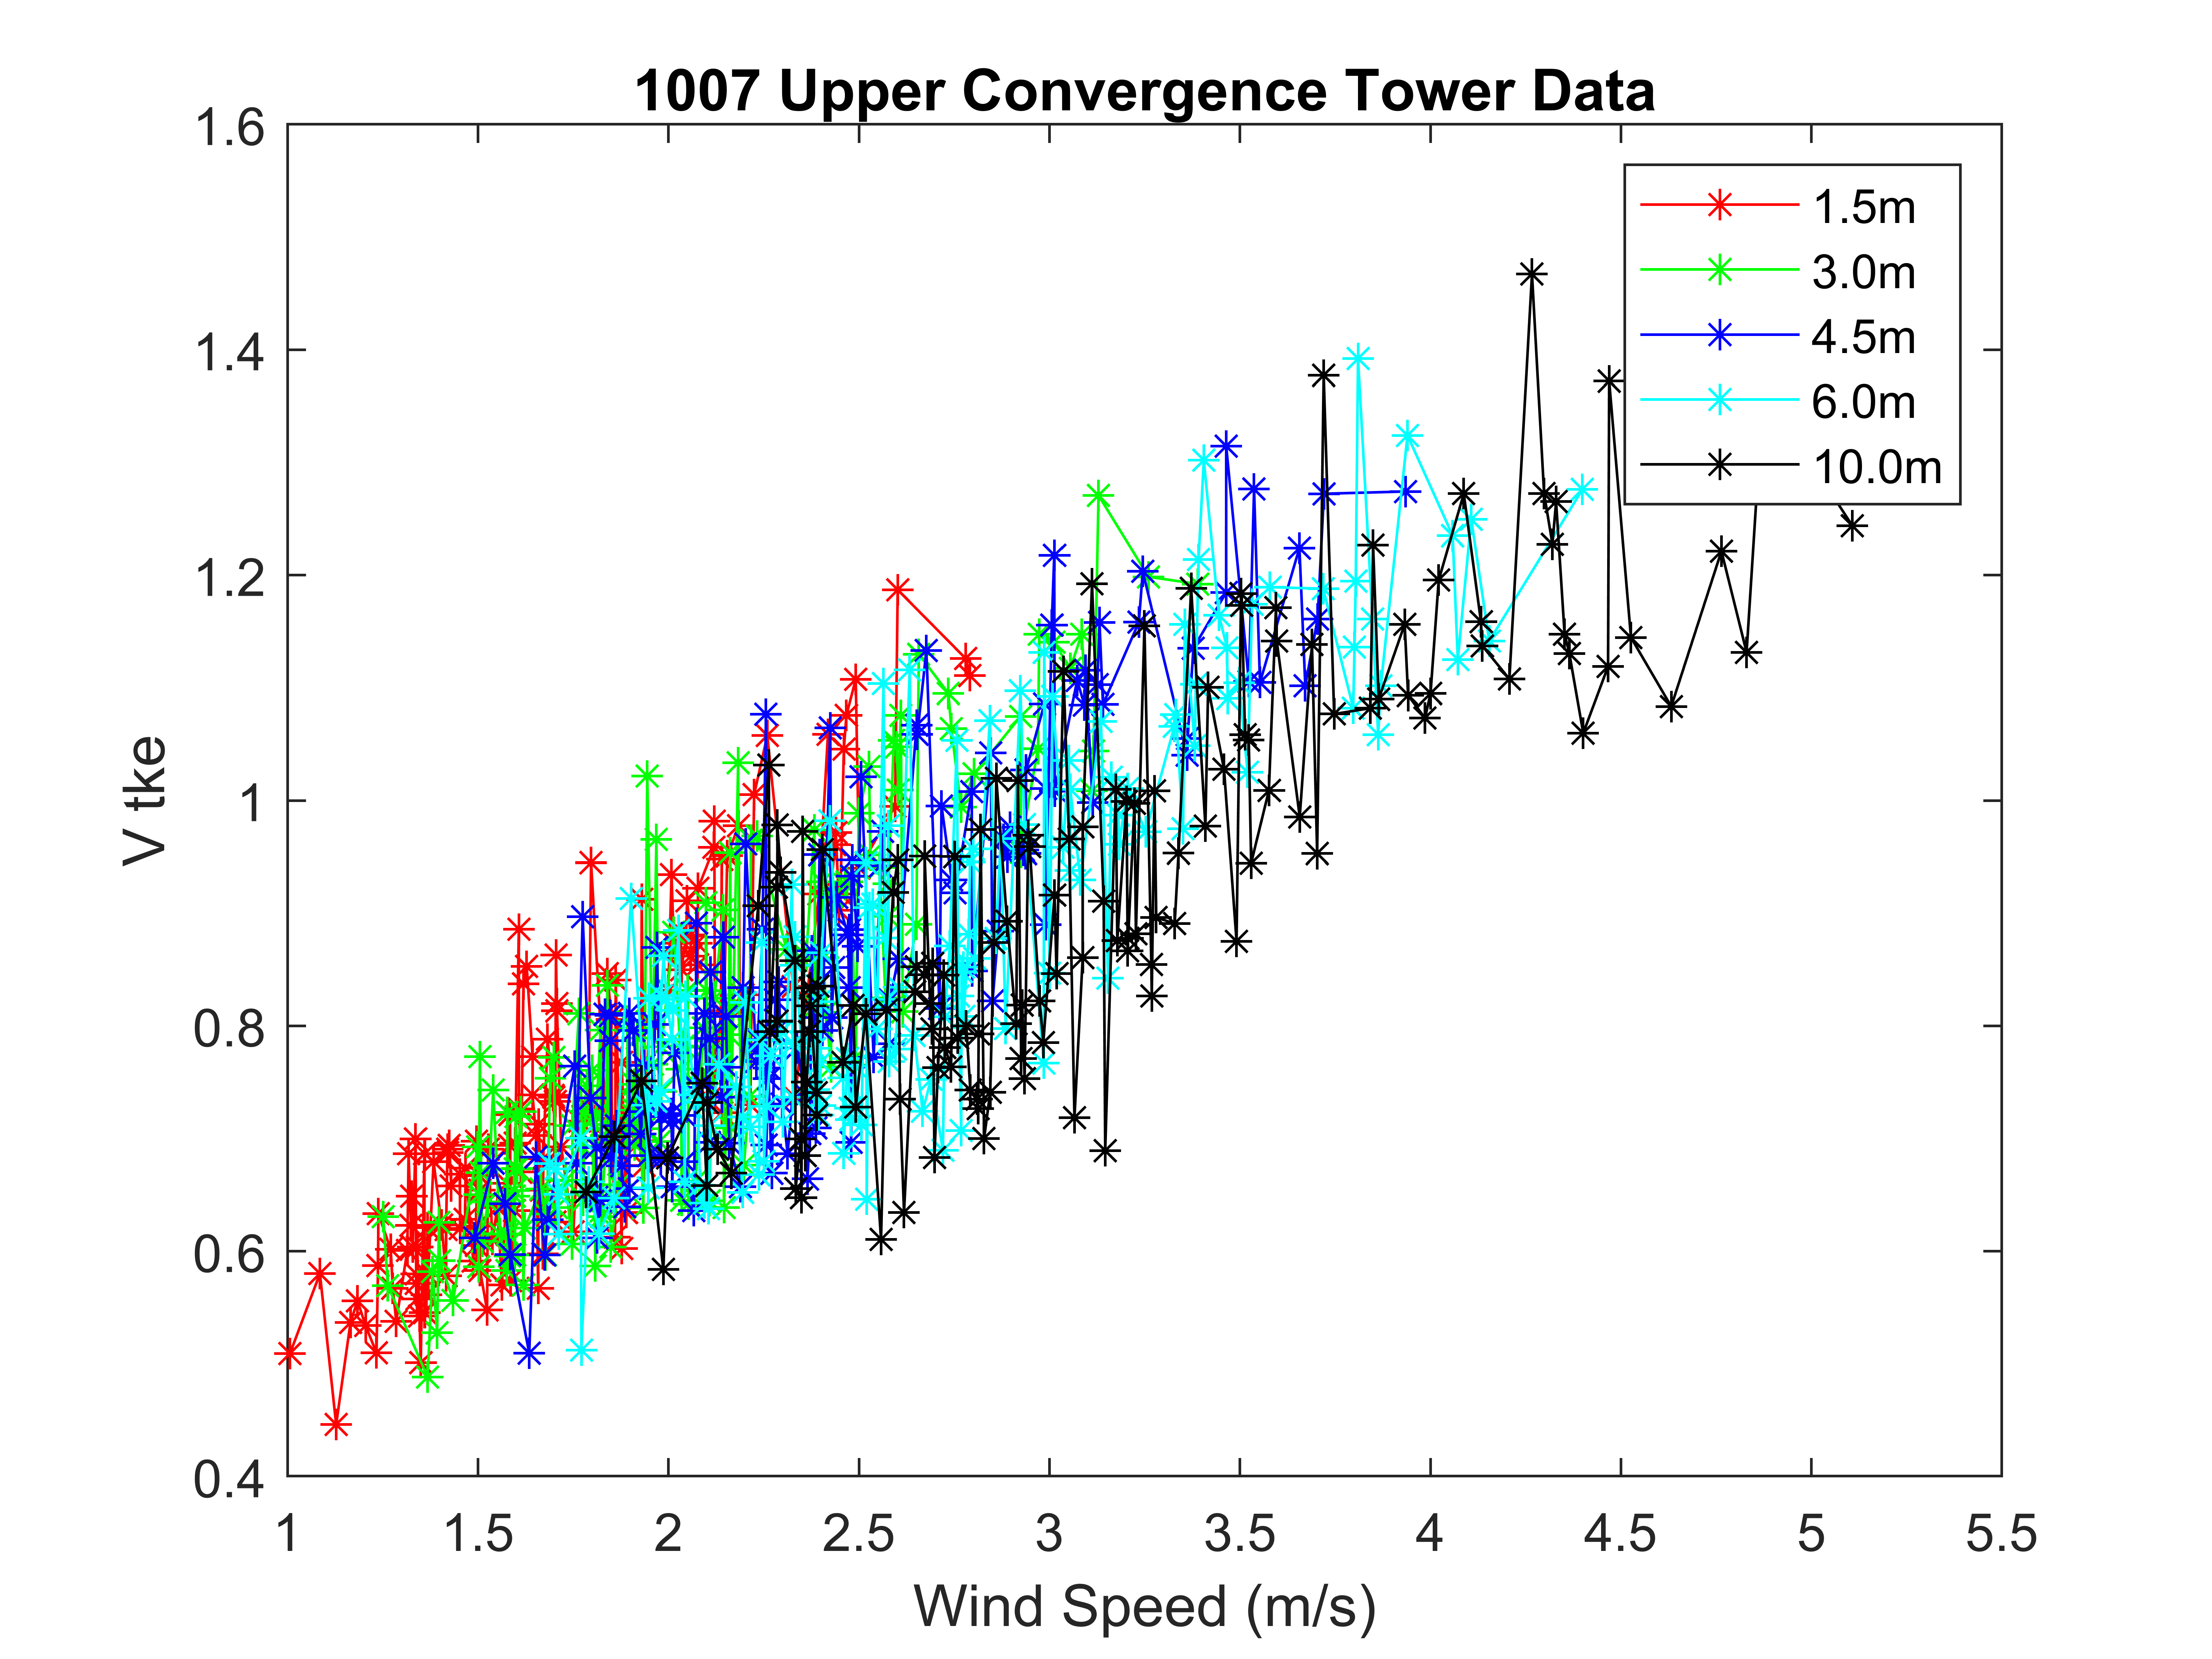 1007 Upper Convergence Tower Data
1.6
1.4
1.2
1
0.8
0.6
0.4
V tke
1.5m
3.0m
4.5m
6.0m
10.0m
1 1.5 2 2.5 3 3.5 4 4.5 5 5.5
Wind Speed (m/s)